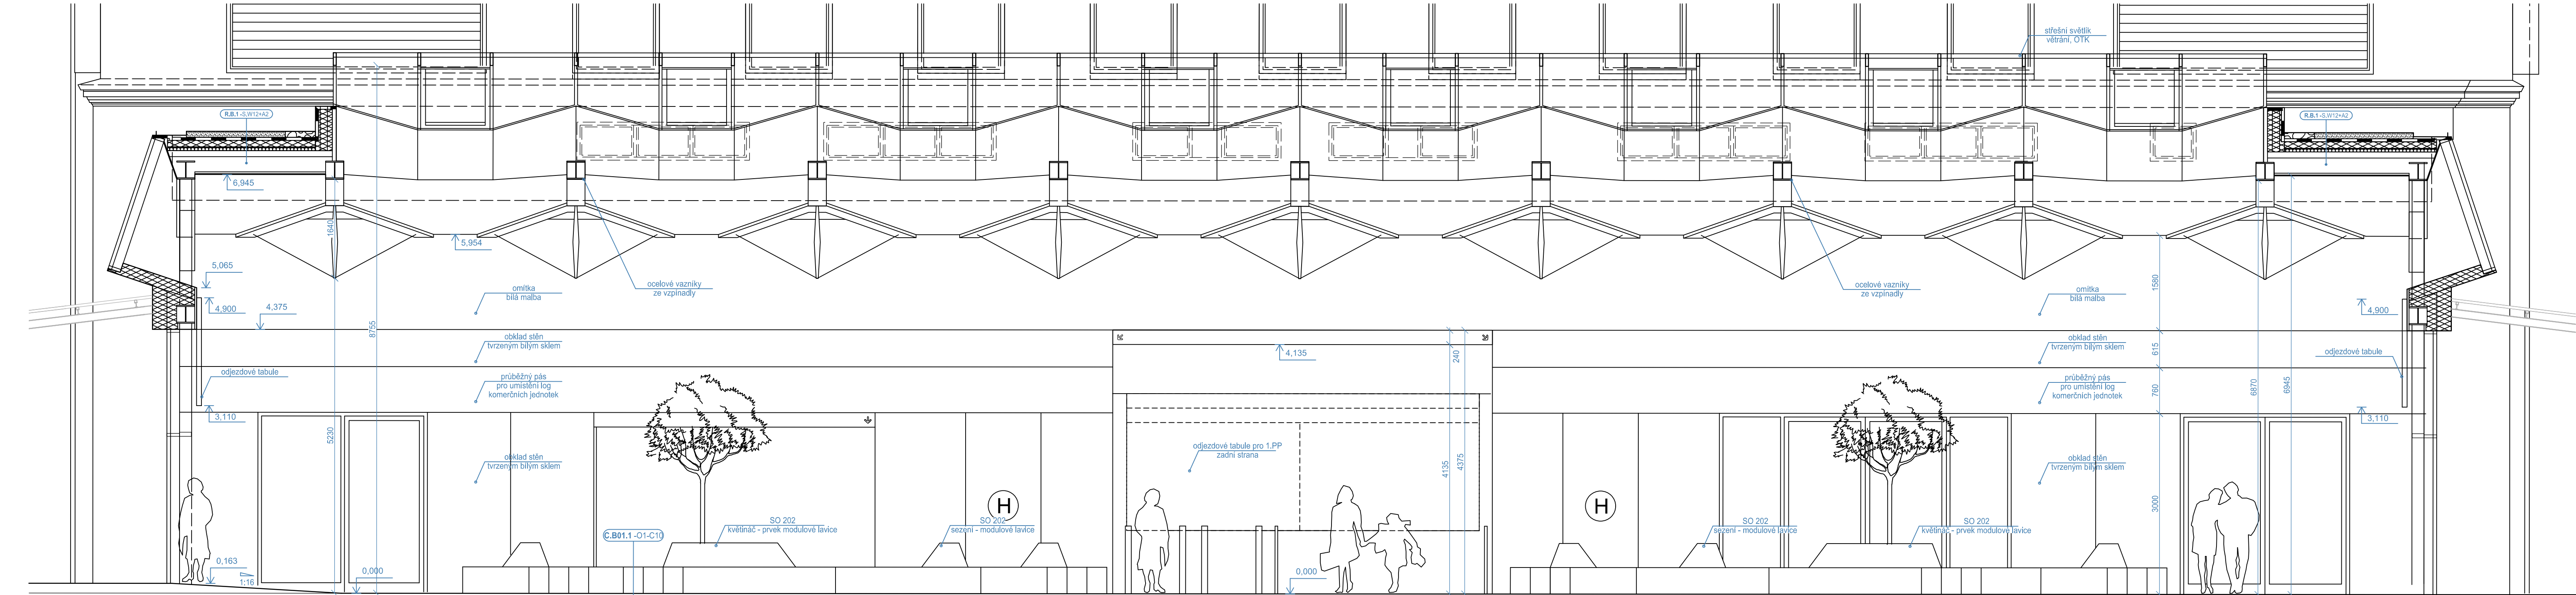 střešní světlík
větrání, OTK
R.B.1 -S,W12+A2
R.B.1 -S,W12+A2
6,945
1640
8755
5,954
5,065
4,900
4,375
omítka
bílá malba
ocelové vazníky
ze vzpínadly
ocelové vazníky
ze vzpínadly
omítka
bílá malba
1580
4,900
obklad stěn
tvrzeným bílým sklem
4,135
240
obklad stěn
tvrzeným bílým sklem
615
odjezdové tabule
odjezdové tabule
průběžný pás
pro umístění log
komerčních jednotek
průběžný pás
pro umístění log
komerčních jednotek
760
6870
6945
3,110
3,110
5230
obklad stěn
tvrzeným bílým sklem
odjezdové tabule pro 1.PP
zadní strana
4135
4375
obklad stěn
tvrzeným bílým sklem
3000
H
H
SO 202
květináč - prvek modulové lavice
SO 202
sezení - modulové lavice
SO 202
sezení - modulové lavice
SO 202
květináč - prvek modulové lavice
C.B01.1 -O1-C10
0,163
1:16
0,000
0,000